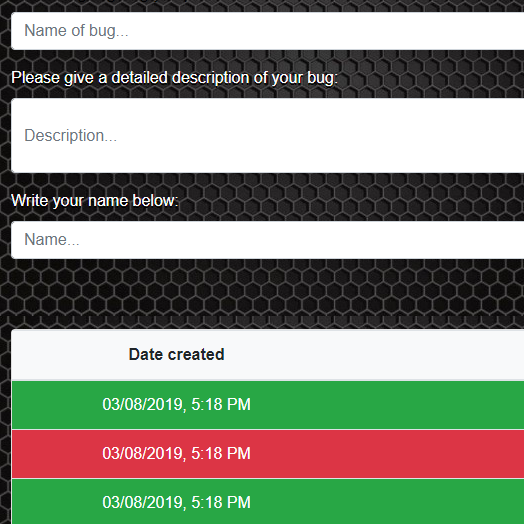 Name of bug...
Please give a detailed description of your bug:
Description...
Write your name below:
Name...
Date created
03/08/2019, 5:18 PM
03/08/2019, 5:18 PM
03/08/2019, 5:18 PM